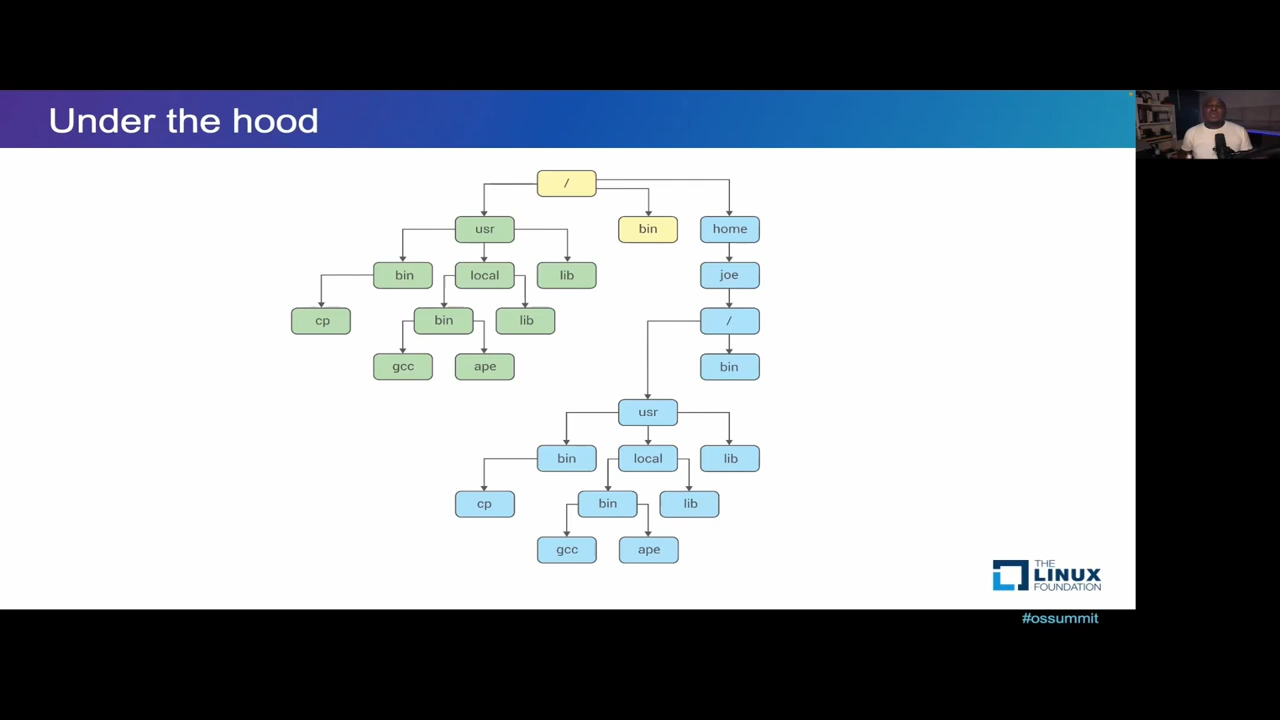 Under the hood
/
usr
bin
home
bin
local
lib
joe
cp
bin
lib
/
gcc
ape
bin
usr
bin
local
lib
cp
bin
lib
gcc
ape
THE
LINUX
FOUNDATION
#ossummit